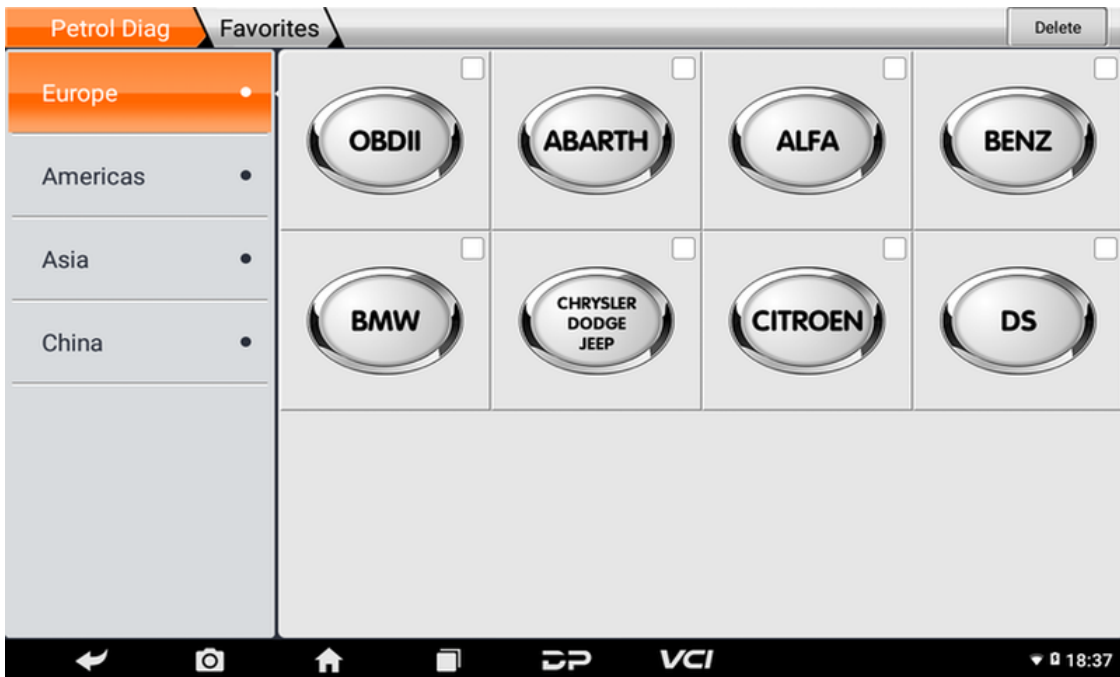 Petrol Diag
Favorites
Delete
Europe
Americas
Asia
China
OBDII
ABARTH
ALFA
BENZ
BMW
CHRYSLER
DODGE
JEEP
CITROEN
DS
DP
VCI
18:37